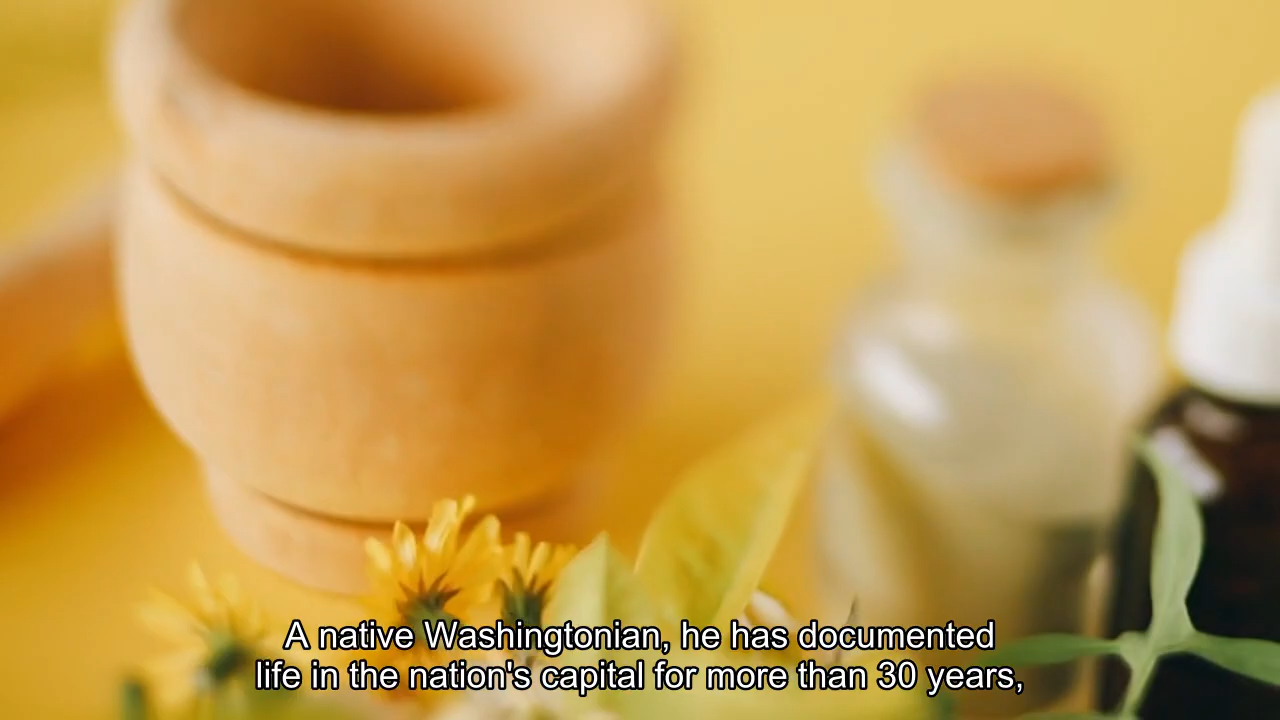 A native Washingtonian, he has documented
life in the nation's capital for more than 30 years,